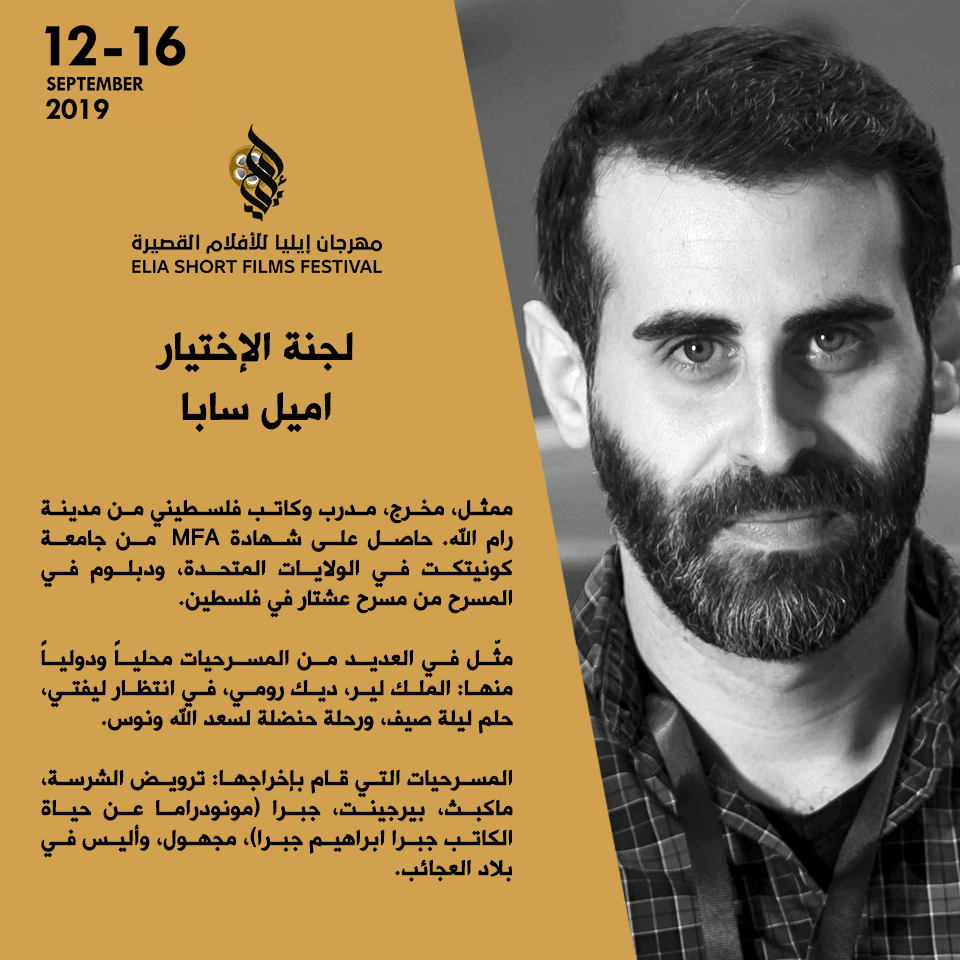 12-16
SEPTEMBER
2019
مهرجان إيليا للأفلام القصيرة
ELIA SHORT FILMS FESTIVAL
لجنة الإختيار
اميل سابا
ممثل، مخرج، مدرب وكاتب فلسطيني من مدينة
رام الله. حاصل على شهادة MFA من جامعة
كونيتكت في الولايات المتحدة، ودبلوم في
المسرح من مسرح عشتار في فلسطين.
مثّل في العديد من المسرحيات محلياً ودولياً
منها: الملك لير، ديك رومي، في انتظار ليفتي،
حلم ليلة صيف، ورحلة حنضلة لسعد الله ونوس.
المسرحيات التي قام بإخراجها: ترويض الشرسة،
ماكبث، بيرجينت، جبرا (مونودراما عن حياة
الكاتب جبرا ابراهيم جبرا)، مجهول، وأليس في
بلاد العجائب.